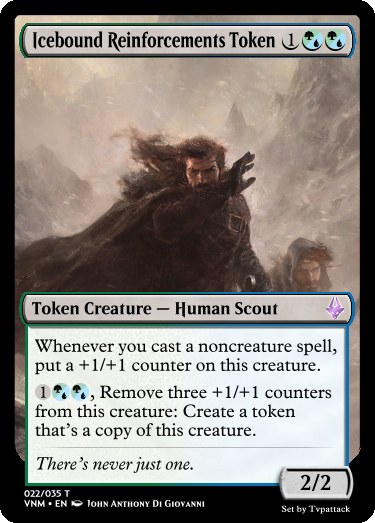 Icebound Reinforcements Token 1
Token Creature — Human Scout
Whenever you cast a noncreature spell,
put a +1/+1 counter on this creature.
1, Remove three +1/+1 counters
from this creature: Create a token
that's a copy of this creature.
There's never just one.
2/2
022/035 T
VNM • EN John Anthony Di Giovanni
Set by Tvpattack